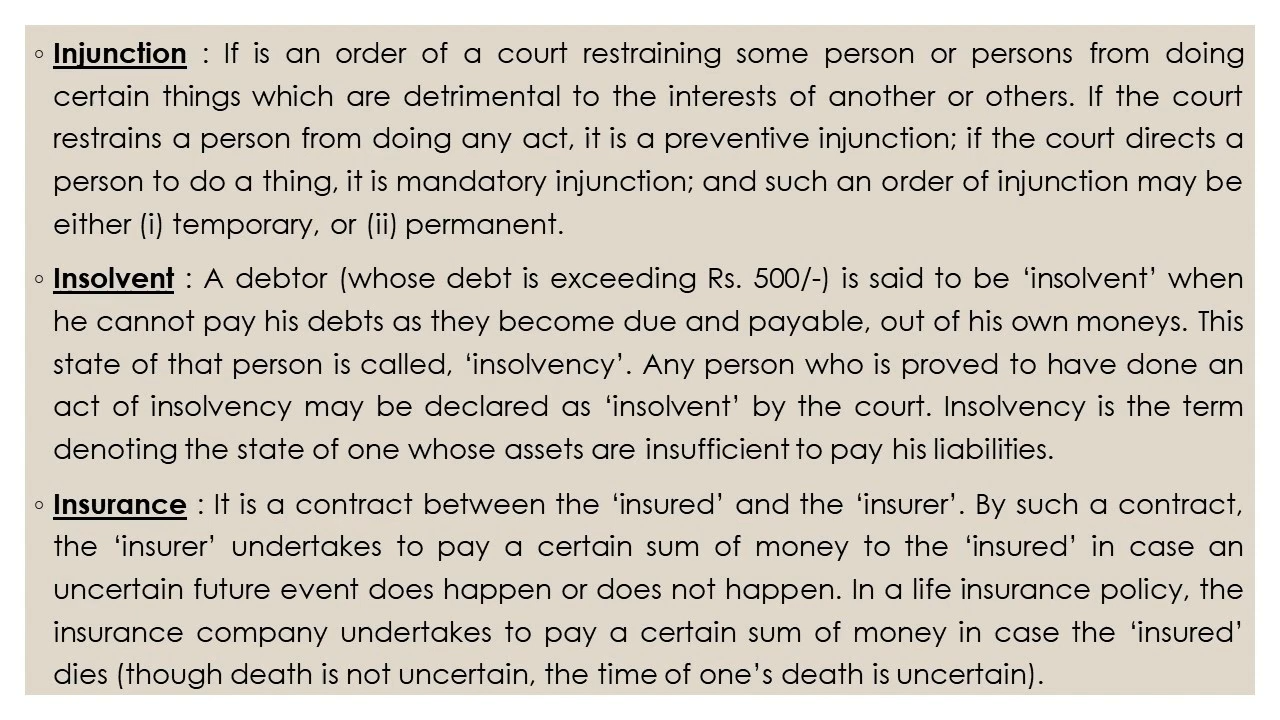 ◦ Injunction : If is an order of a court restraining some person or persons from doing
certain things which are detrimental to the interests of another or others. If the court
restrains a person from doing any act, it is a preventive injunction; if the court directs a
person to do a thing, it is mandatory injunction; and such an order of injunction may be
either (i) temporary, or (ii) permanent.
◦ Insolvent : A debtor (whose debt is exceeding Rs. 500/-) is said to be ‘insolvent’ when
he cannot pay his debts as they become due and payable, out of his own moneys. This
state of that person is called, ‘insolvency’. Any person who is proved to have done an
act of insolvency may be declared as ‘insolvent’ by the court. Insolvency is the term
denoting the state of one whose assets are insufficient to pay his liabilities.
◦ Insurance : It is a contract between the ‘insured’ and the ‘insurer’. By such a contract,
the ‘insurer’ undertakes to pay a certain sum of money to the ‘insured’ in case an
uncertain future event does happen or does not happen. In a life insurance policy, the
insurance company undertakes to pay a certain sum of money in case the ‘insured’
dies (though death is not uncertain, the time of one’s death is uncertain).